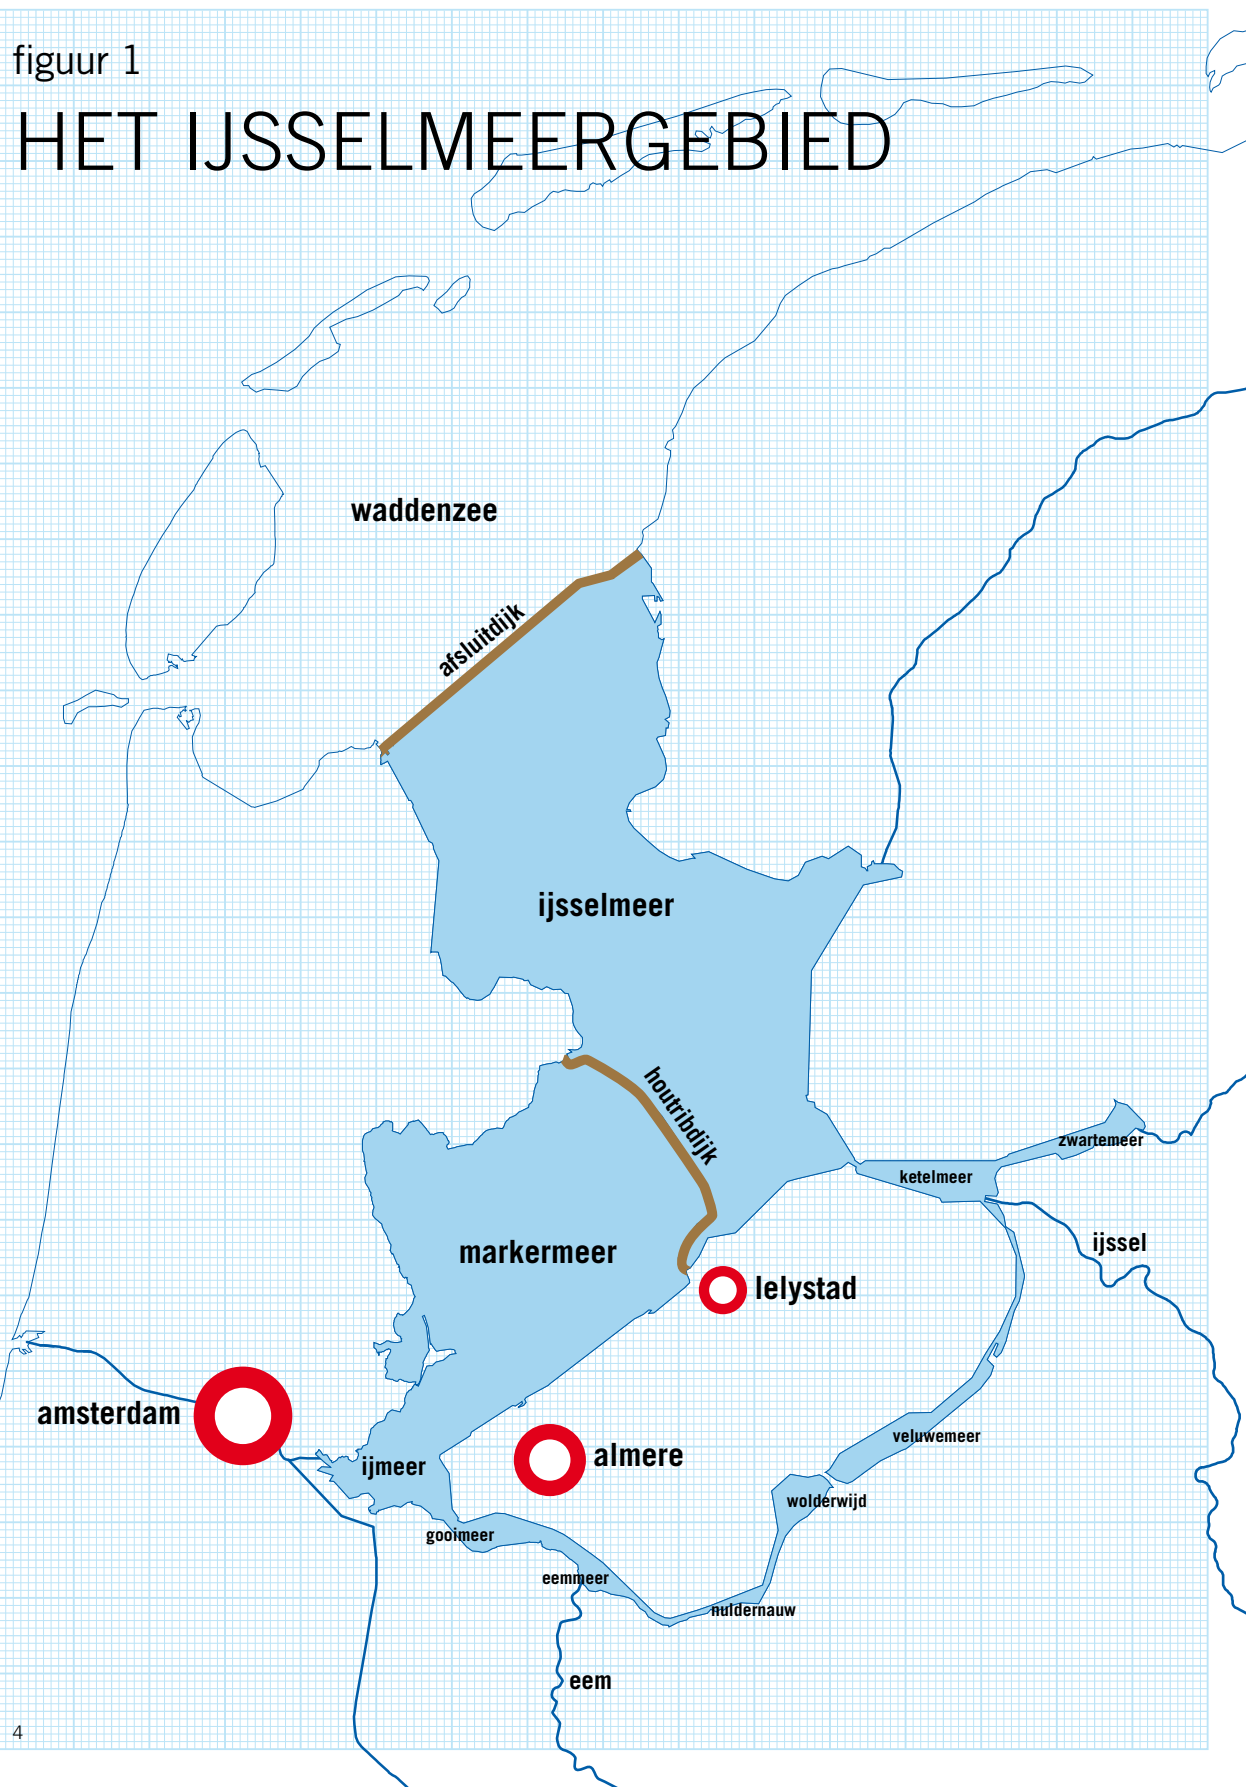 figuur 1
HET IJSSELMEERGEBIED
waddenzee
afsluitdijk
ijsselmeer
houtribdijk
zwartemeer
ketelmeer
ijssel
markermeer
lelystad
amsterdam
veluwemeer
almere
ijmeer
wolderwijd
gooimeer
eemmeer
nuldernauw
eem
4